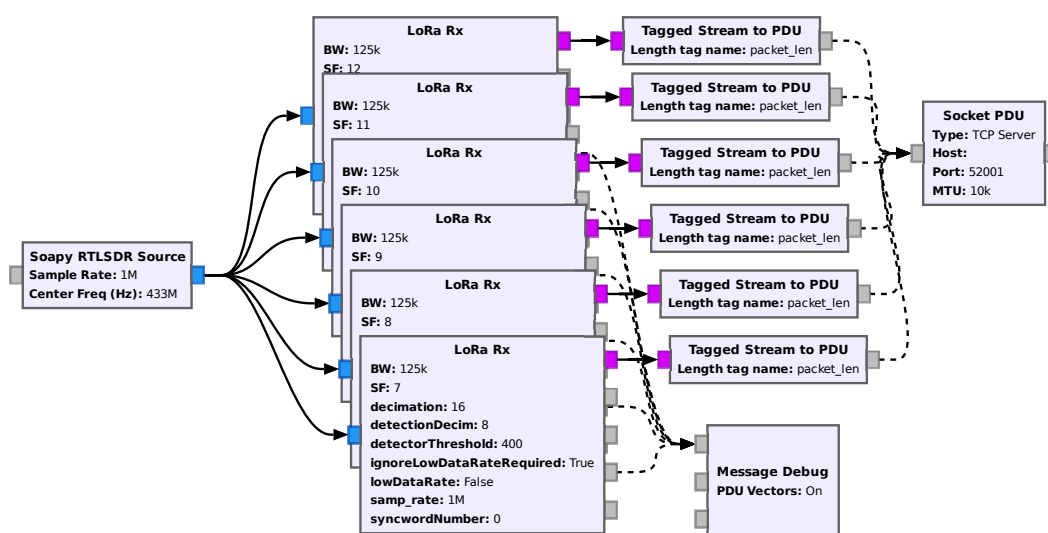 LoRa Rx
BW: 125k
SF: 12
LoRa Rx
BW: 125k
SF: 11
LoRa Rx
BW: 125k
SF: 10
LoRa Rx
BW: 125k
SF: 9
LoRa Rx
BW: 125k
SF: 8
LoRa Rx
BW: 125k
SF: 7
decimation: 16
detectionDecim: 8
detectorThreshold: 400
ignoreLowDataRateRequired: True
lowDataRate: False
samp_rate: 1M
syncwordNumber: 0
Soapy RTLSDR Source
Sample Rate: 1M
Center Freq (Hz): 433M
Tagged Stream to PDU
Length tag name: packet_len
Tagged Stream to PDU
Length tag name: packet_len
Tagged Stream to PDU
Length tag name: packet_len
Tagged Stream to PDU
Length tag name: packet_len
Tagged Stream to PDU
Length tag name: packet_len
Tagged Stream to PDU
Length tag name: packet_len
Socket PDU
Type: TCP Server
Host:
Port: 52001
MTU: 10k
Message Debug
PDU Vectors: On